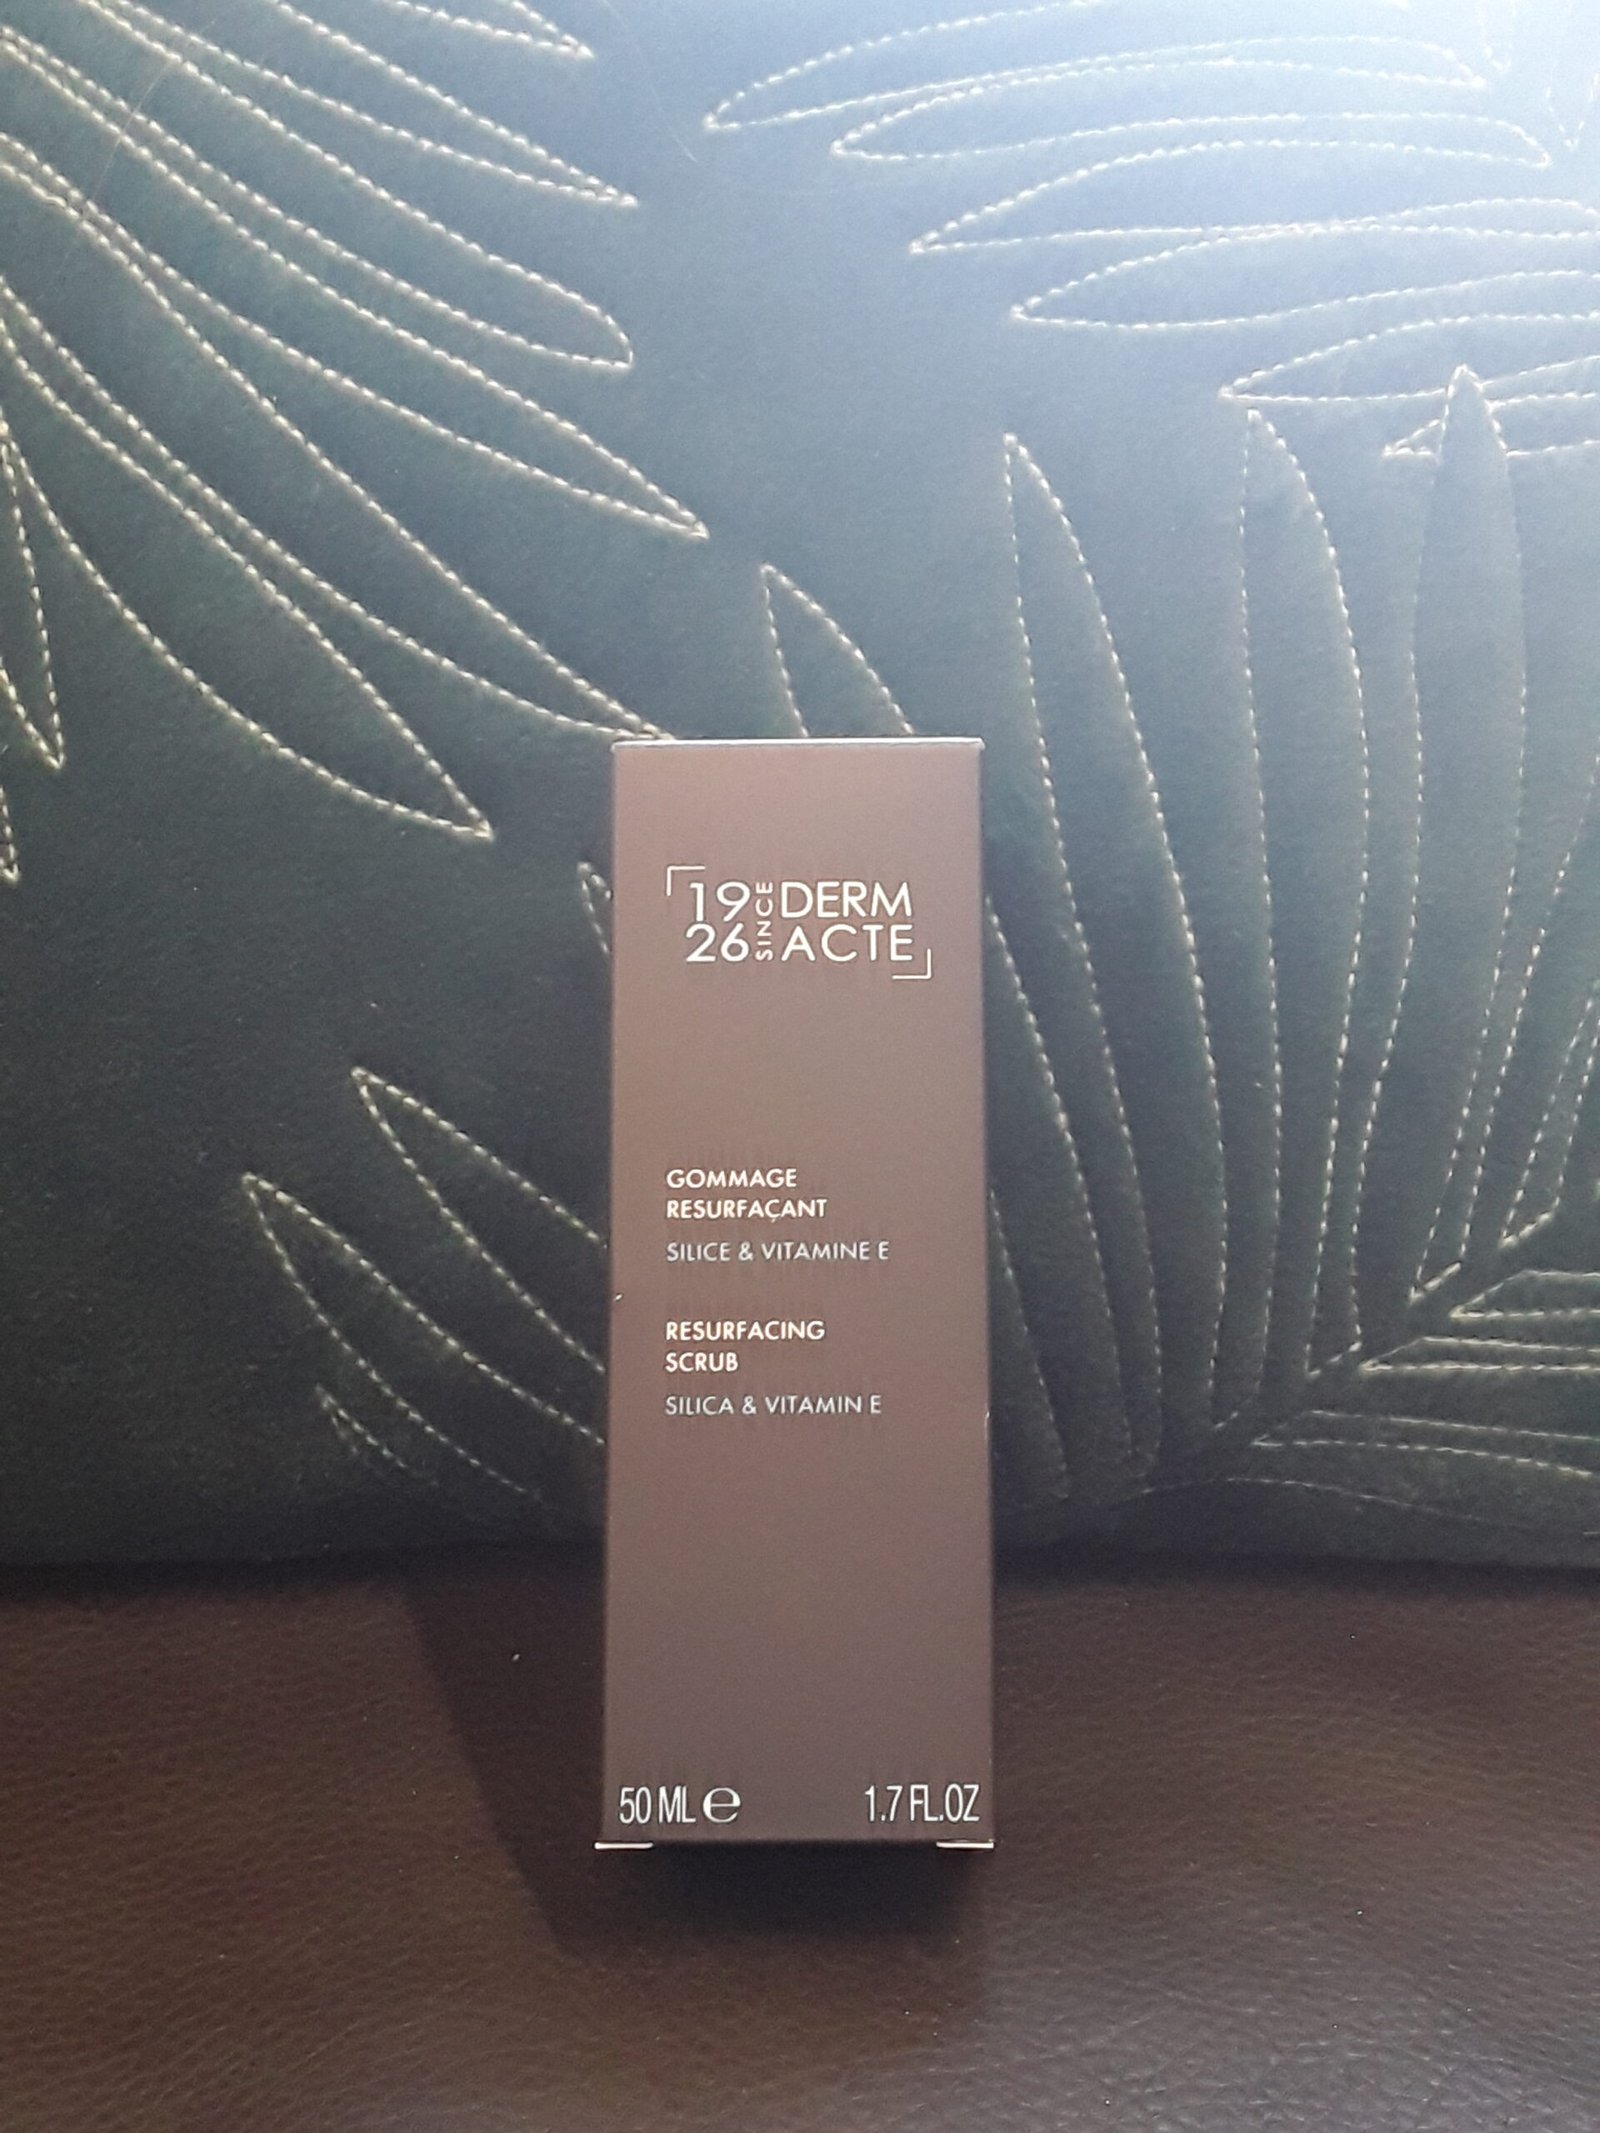 19 SINCE DERM
26 ACTE
GOMMAGE
RESURFAÇANT
SILICE & VITAMINE E
RESURFACING
SCRUB
SILICA & VITAMIN E
50 ML ℮ 1.7 FL.OZ